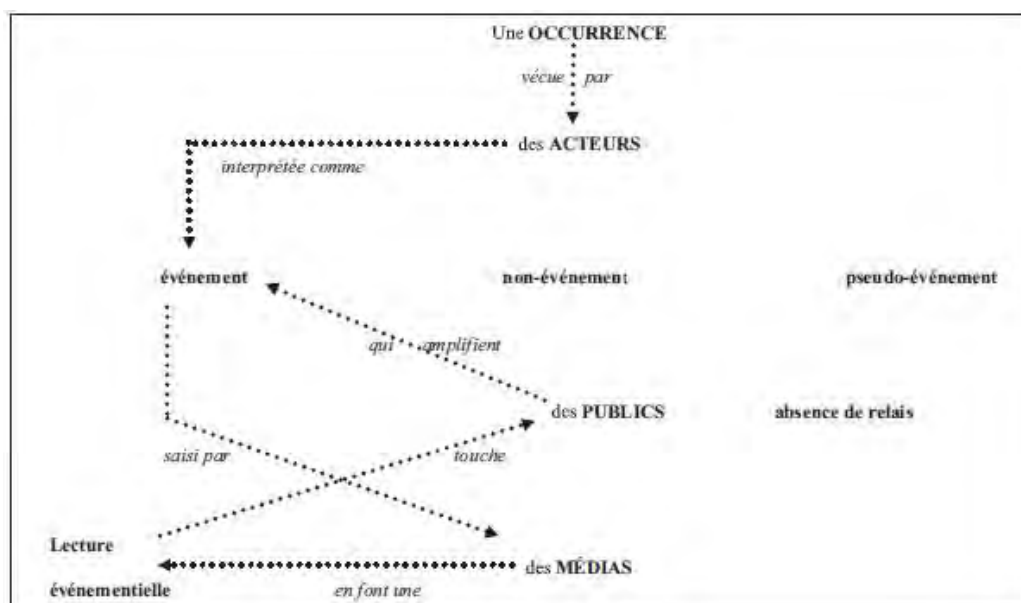 Une OCCURRENCE
vécue par
des ACTEURS
interprétée comme
événement non-événement pseudo-événement
qui amplifient
des PUBLICS absence de relais
saisi par touche
Lecture
des MÉDIAS
événementielle en font une